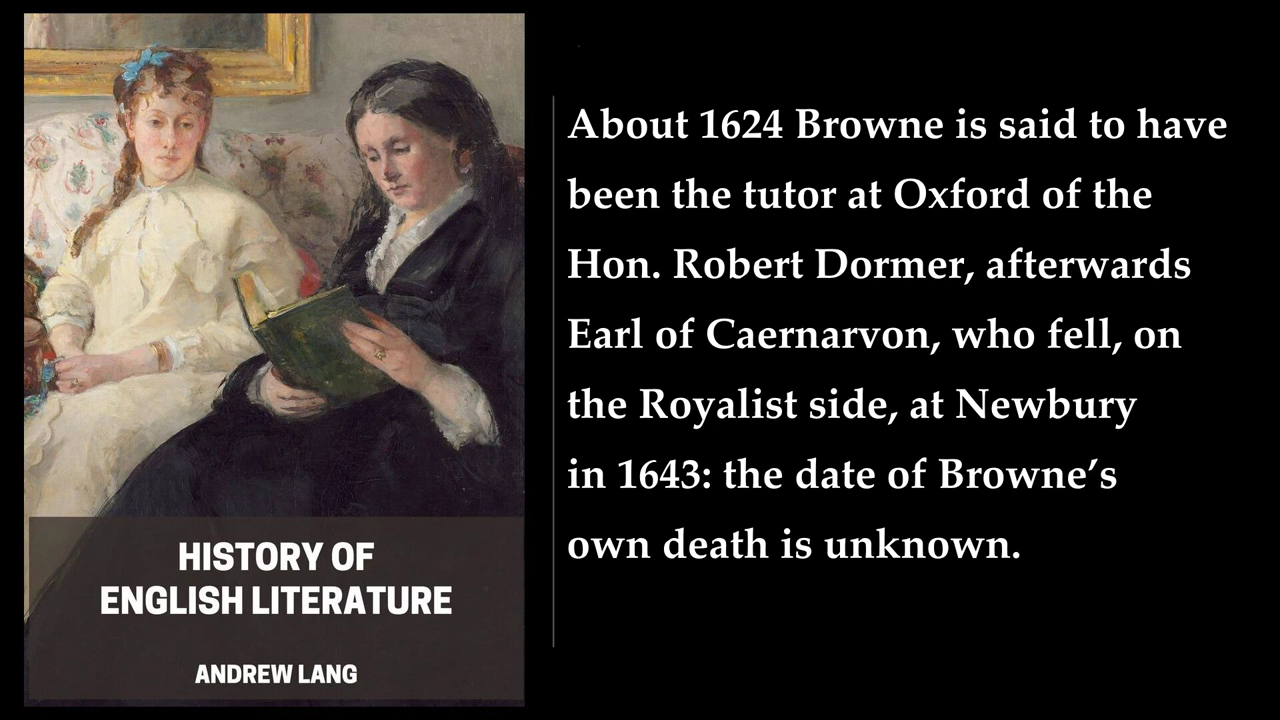 HISTORY OF
ENGLISH LITERATURE
ANDREW LANG
About 1624 Browne is said to have
been the tutor at Oxford of the
Hon. Robert Dormer, afterwards
Earl of Caernarvon, who fell, on
the Royalist side, at Newbury
in 1643: the date of Browne’s
own death is unknown.